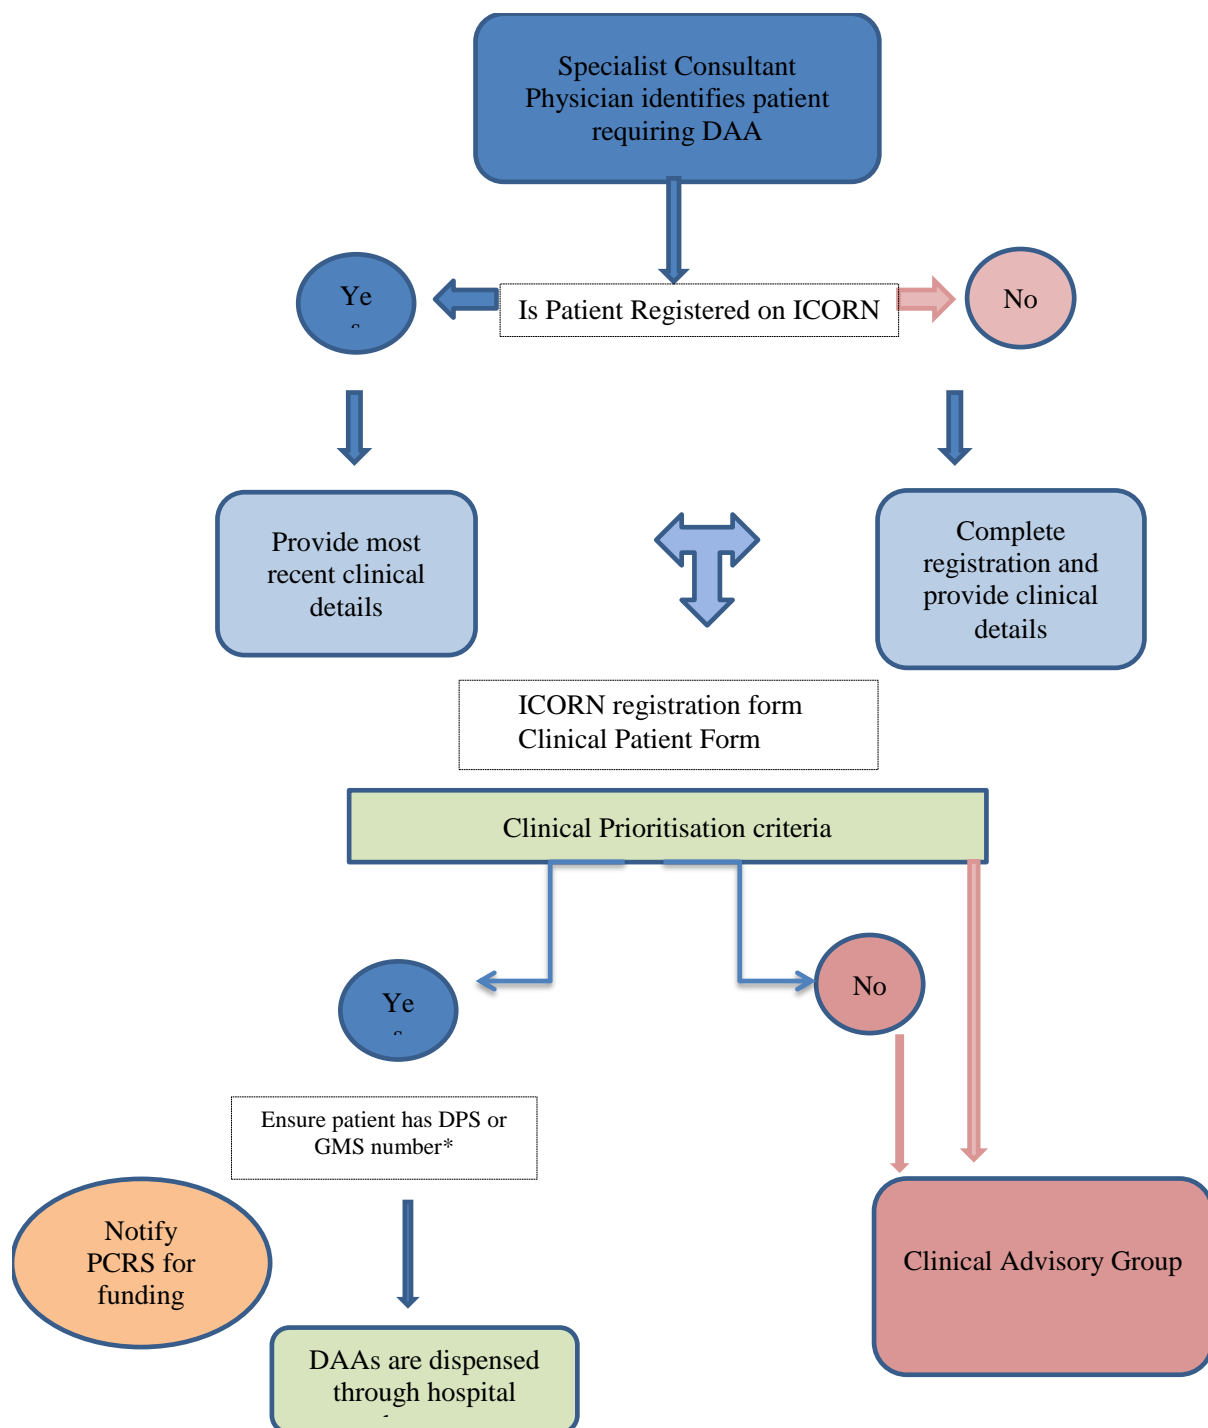 Specialist Consultant
Physician identifies patient
requiring DAA
Ye
Is Patient Registered on ICORN
No
Provide most
recent clinical
details
Complete
registration and
provide clinical
details
ICORN registration form
Clinical Patient Form
Clinical Prioritisation criteria
Ye
No
Ensure patient has DPS or
GMS number*
Notify
PCRS for
funding
Clinical Advisory Group
DAAs are dispensed
through hospital